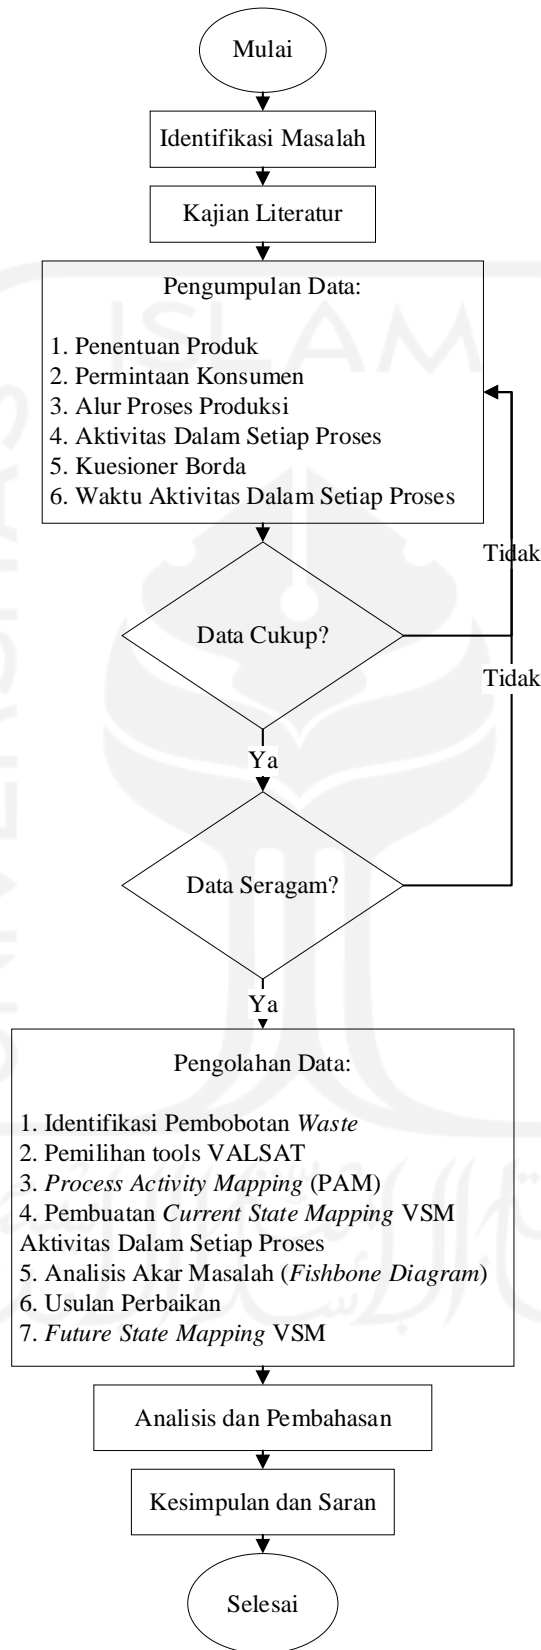 Mulai
Identifikasi Masalah
Kajian Literatur
Pengumpulan Data:
1. Penentuan Produk
2. Permintaan Konsumen
3. Alur Proses Produksi
4. Aktivitas Dalam Setiap Proses
5. Kuesioner Borda
6. Waktu Aktivitas Dalam Setiap Proses
Tidak
Data Cukup?
Tidak
Ya
Data Seragam?
Ya
Pengolahan Data:
1. Identifikasi Pembobotan Waste
2. Pemilihan tools VALSAT
3. Process Activity Mapping (PAM)
4. Pembuatan Current State Mapping VSM
Aktivitas Dalam Setiap Proses
5. Analisis Akar Masalah (Fishbone Diagram)
6. Usulan Perbaikan
7. Future State Mapping VSM
Analisis dan Pembahasan
Kesimpulan dan Saran
Selesai
ISLAM